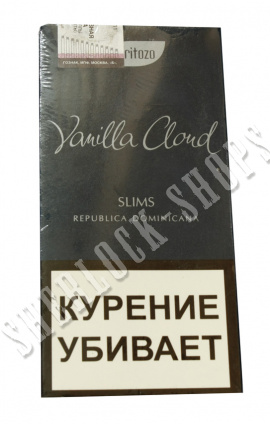 ritozo
Vanilla Cloud
SLIMS
REPUBLICA DOMINICANA
КУРЕНИЕ
УБИВАЕТ
SHERLOCK-SHOPS